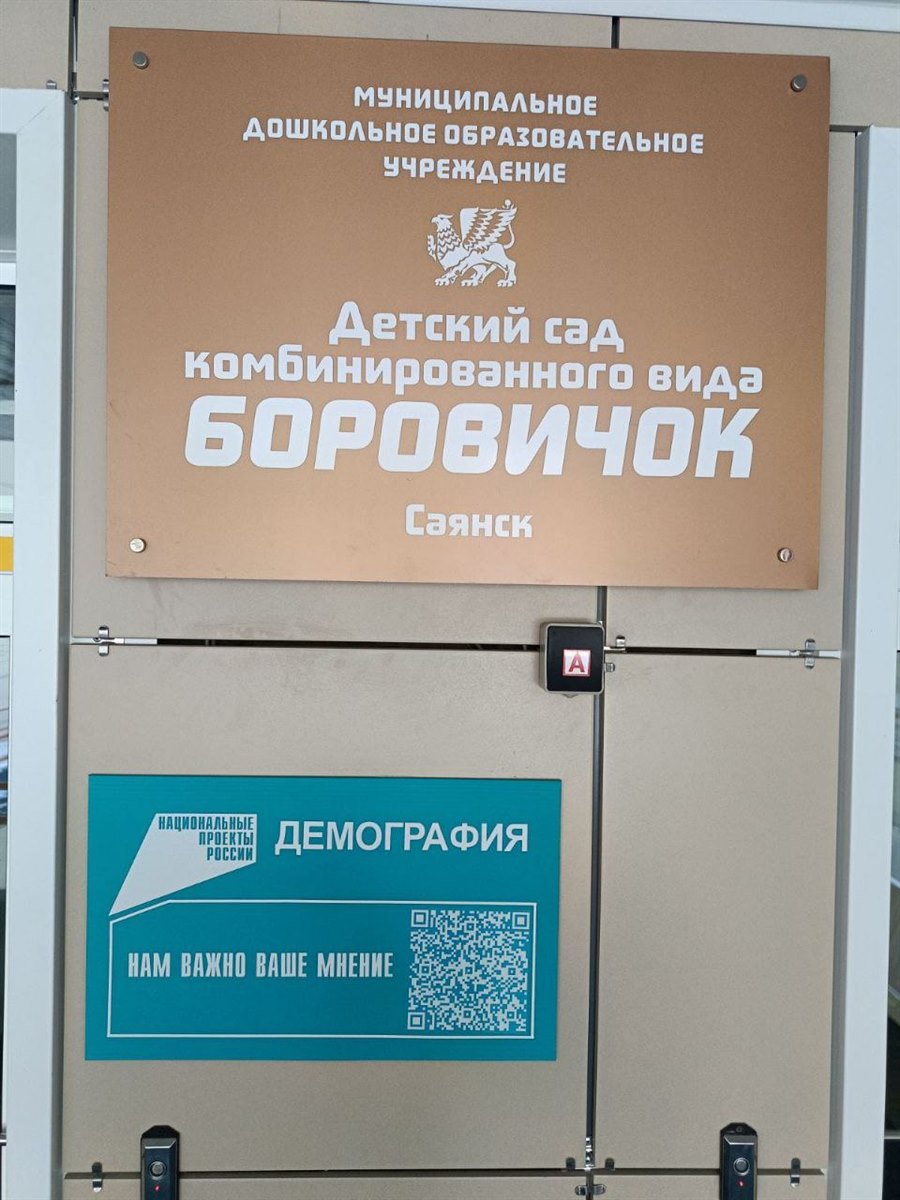 МУНИЦИПАЛЬНОЕ
ДОШКОЛЬНОЕ ОБРАЗОВАТЕЛЬНОЕ
УЧРЕЖДЕНИЕ
Детский сад
комбинированного вида
БОРОВИЧОК
Саянск
А
НАЦИОНАЛЬНЫЕ
ПРОЕКТЫ
РОССИИ
ДЕМОГРАФИЯ
НАМ ВАЖНО ВАШЕ МНЕНИЕ